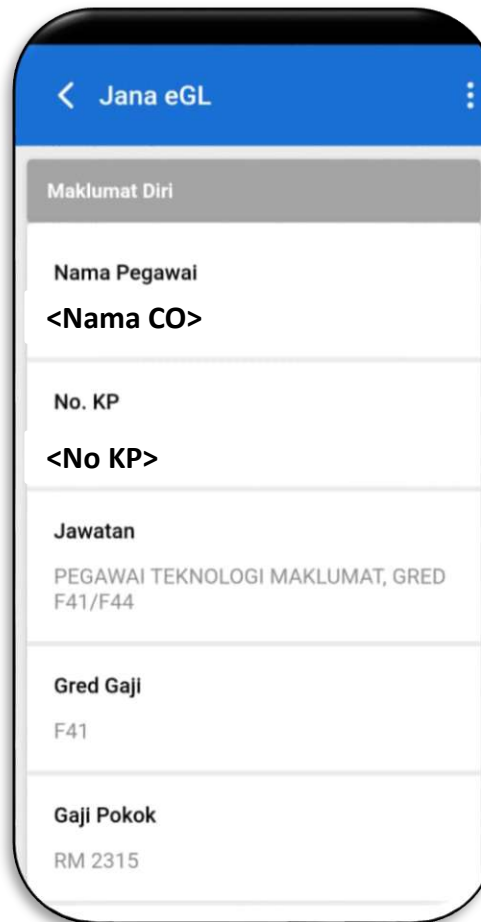 Jana eGL
Maklumat Diri
Nama Pegawai
<Nama CO>
No. KP
<No KP>
Jawatan
PEGAWAI TEKNOLOGI MAKLUMAT, GRED
F41/F44
Gred Gaji
F41
Gaji Pokok
RM 2315